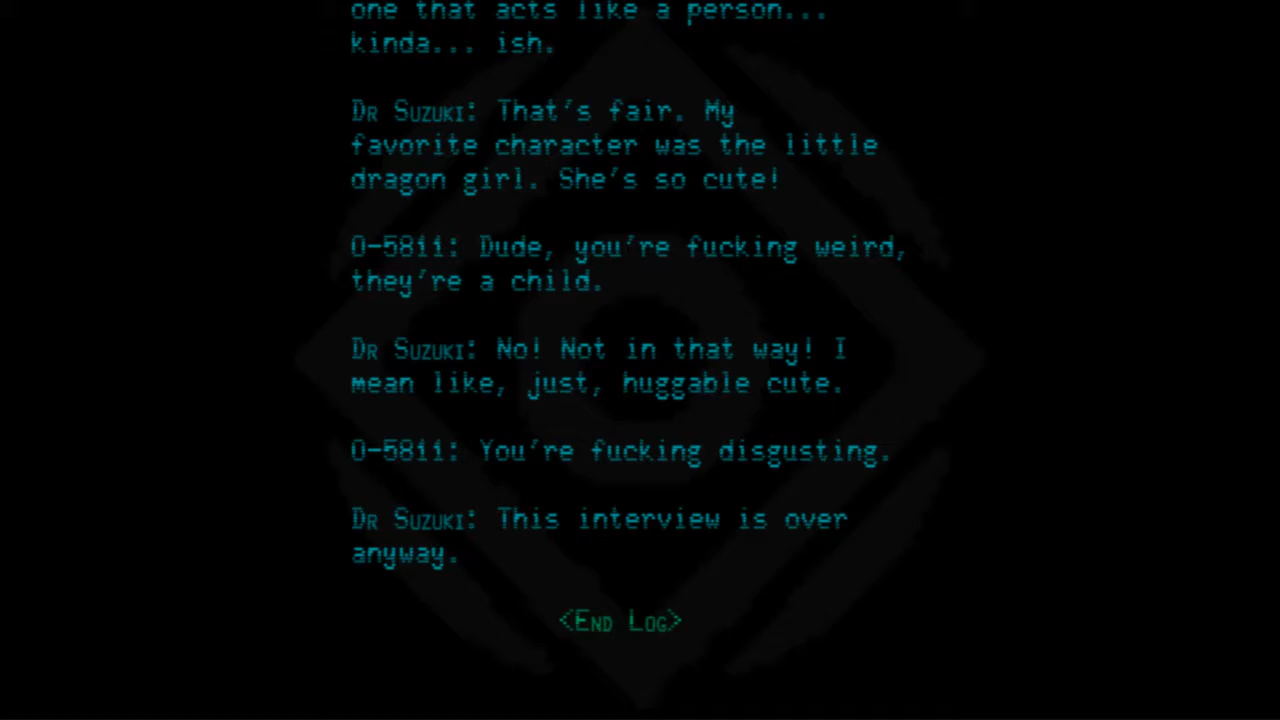 one that acts like a person...
kinda... ish.
Dr Suzuki: That's fair. My
favorite character was the little
dragon girl. She's so cute!
O-5811: Dude, you're fucking weird,
they're a child.
Dr Suzuki: No! Not in that way! I
mean like, just, huggable cute.
O-5811: You're fucking disgusting.
Dr Suzuki: This interview is over
anyway.
<End Log>